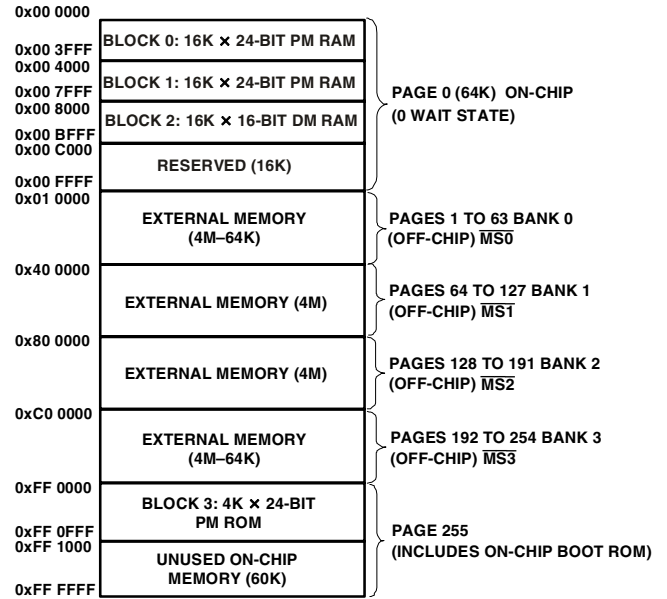 0x00 0000
BLOCK 0: 16K × 24-BIT PM RAM
0x00 3FFF
0x00 4000
BLOCK 1: 16K × 24-BIT PM RAM
0x00 7FFF
0x00 8000
BLOCK 2: 16K × 16-BIT DM RAM
0x00 BFFF
0x00 C000
RESERVED (16K)
0x00 FFFF
PAGE 0 (64K) ON-CHIP
(0 WAIT STATE)
0x01 0000
EXTERNAL MEMORY
(4M–64K)
PAGES 1 TO 63 BANK 0
(OFF-CHIP) MS0
0x40 0000
EXTERNAL MEMORY (4M)
PAGES 64 TO 127 BANK 1
(OFF-CHIP) MS1
0x80 0000
EXTERNAL MEMORY (4M)
PAGES 128 TO 191 BANK 2
(OFF-CHIP) MS2
0xC0 0000
EXTERNAL MEMORY
(4M–64K)
PAGES 192 TO 254 BANK 3
(OFF-CHIP) MS3
0xFF 0000
BLOCK 3: 4K × 24-BIT
PM ROM
0xFF 0FFF
0xFF 1000
UNUSED ON-CHIP
MEMORY (60K)
0xFF FFFF
PAGE 255
(INCLUDES ON-CHIP BOOT ROM)